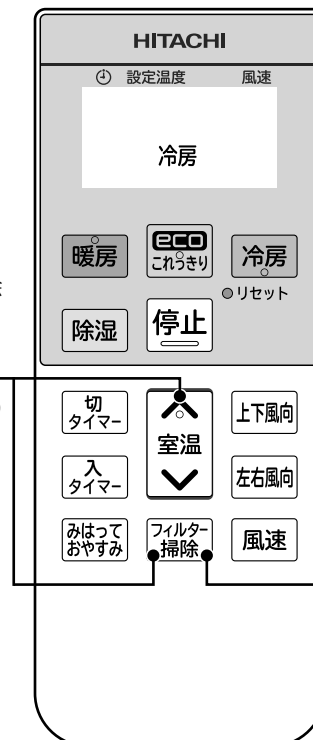 HITACHI
設定温度 風速
冷房
暖房
eco
これっきり
冷房
リセット
除湿
停止
切
タイマー
室温
上下風向
入
タイマー
左右風向
みはって
おやすみ
フィルター
掃除
風速